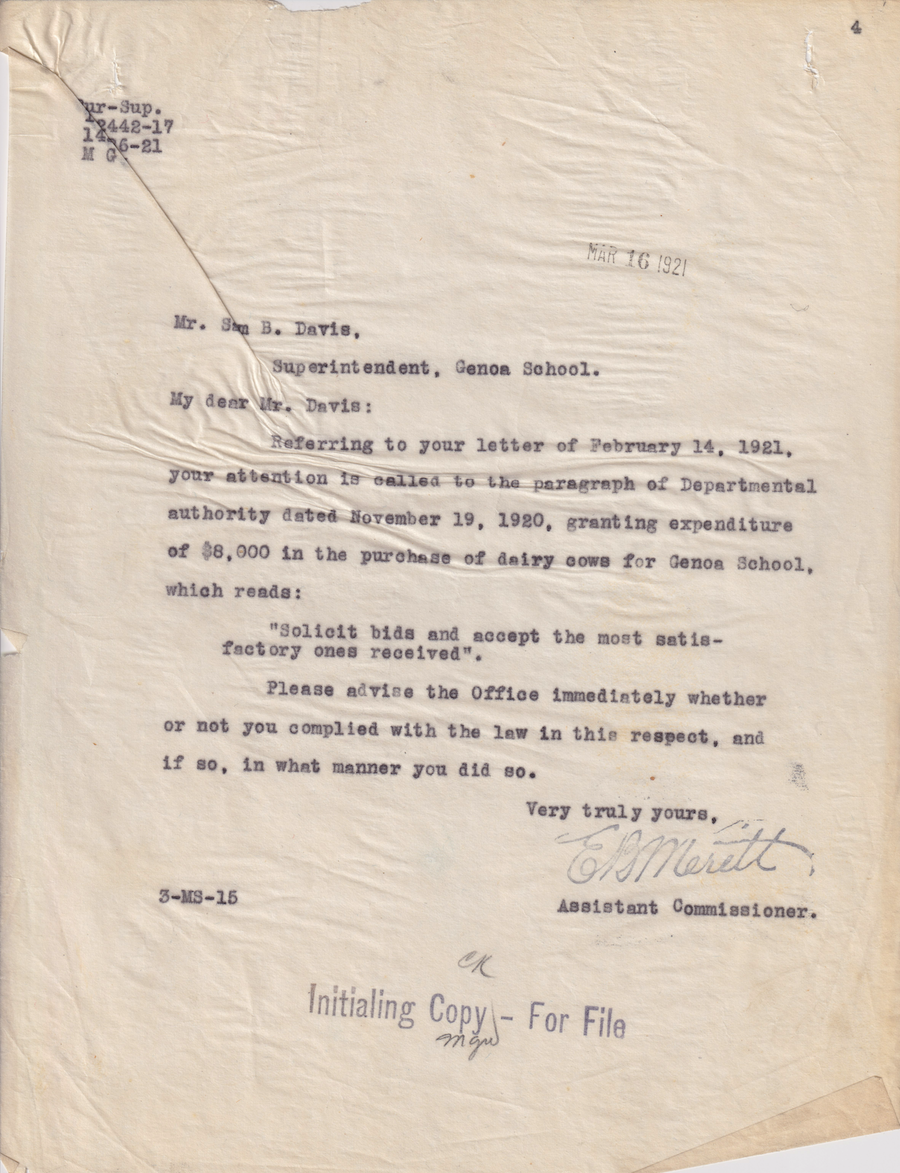 4
ur-Sup.
2442-17
6-21
M G
MAR 16 1921
Mr. Sam B. Davis,
Superintendent, Genoa School.
My dear Mr. Davis:
Referring to your letter of February 14, 1921,
your attention is called to the paragraph of Departmental
authority dated November 19, 1920, granting expenditure
of $8,000 in the purchase of dairy cows for Genoa School,
which reads:
"Solicit bids and accept the most satis-
factory ones received".
Please advise the Office immediately whether
or not you complied with the law in this respect, and
if so, in what manner you did so.
Very truly yours,
E B Meritt
3-MS-15
Assistant Commissioner.
CK
Initialing Copy - For File